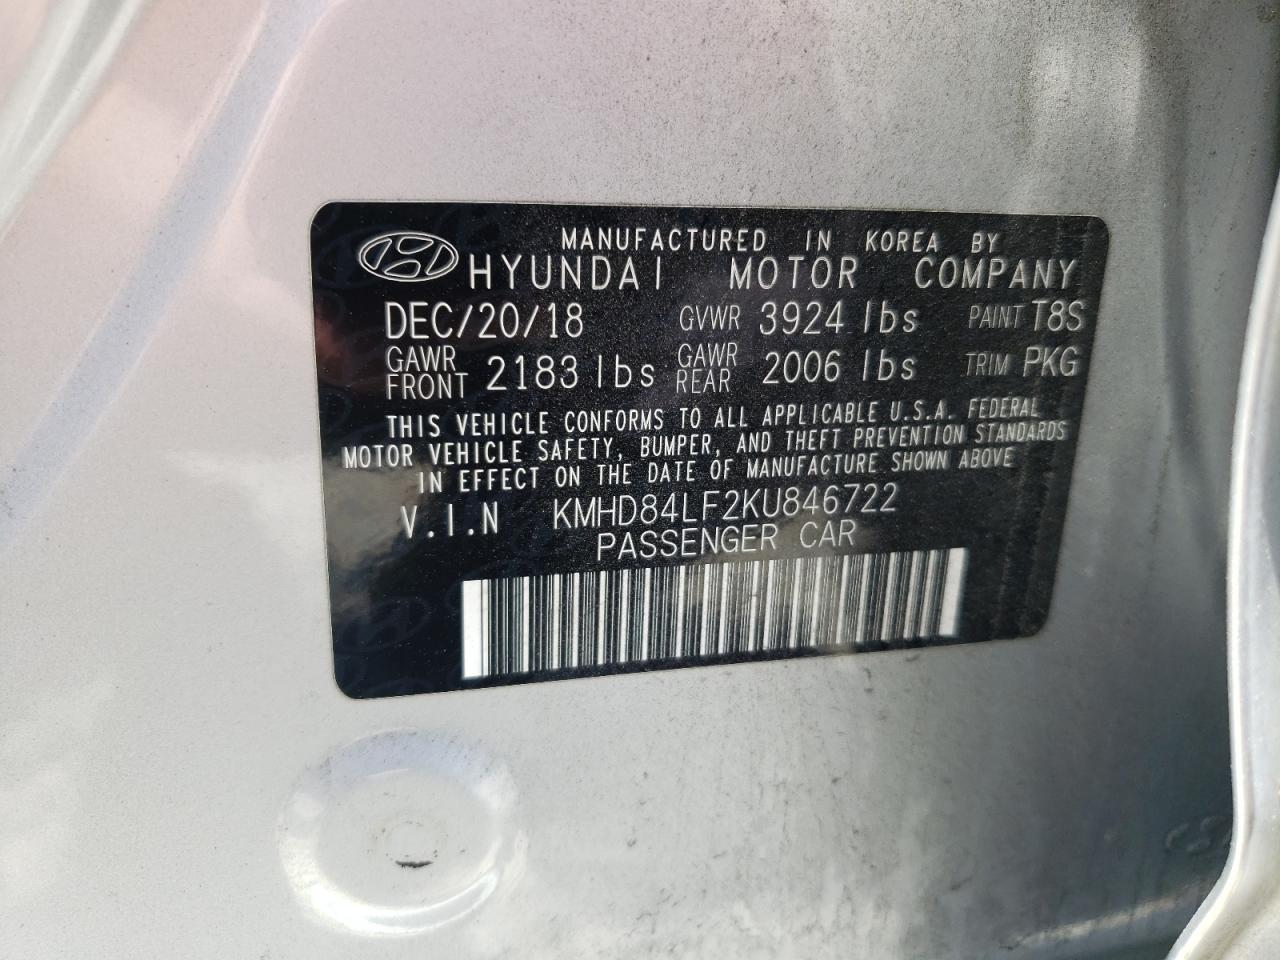 MANUFACTURED IN KOREA BY
HYUNDAI MOTOR COMPANY
DEC/20/18 GVWR 3924 lbs PAINT T8S
GAWR FRONT 2183 lbs GAWR REAR 2006 lbs TRIM PKG
THIS VEHICLE CONFORMS TO ALL APPLICABLE U.S.A. FEDERAL
MOTOR VEHICLE SAFETY, BUMPER, AND THEFT PREVENTION STANDARDS
IN EFFECT ON THE DATE OF MANUFACTURE SHOWN ABOVE
V.I.N KMHD84LF2KU846722
PASSENGER CAR